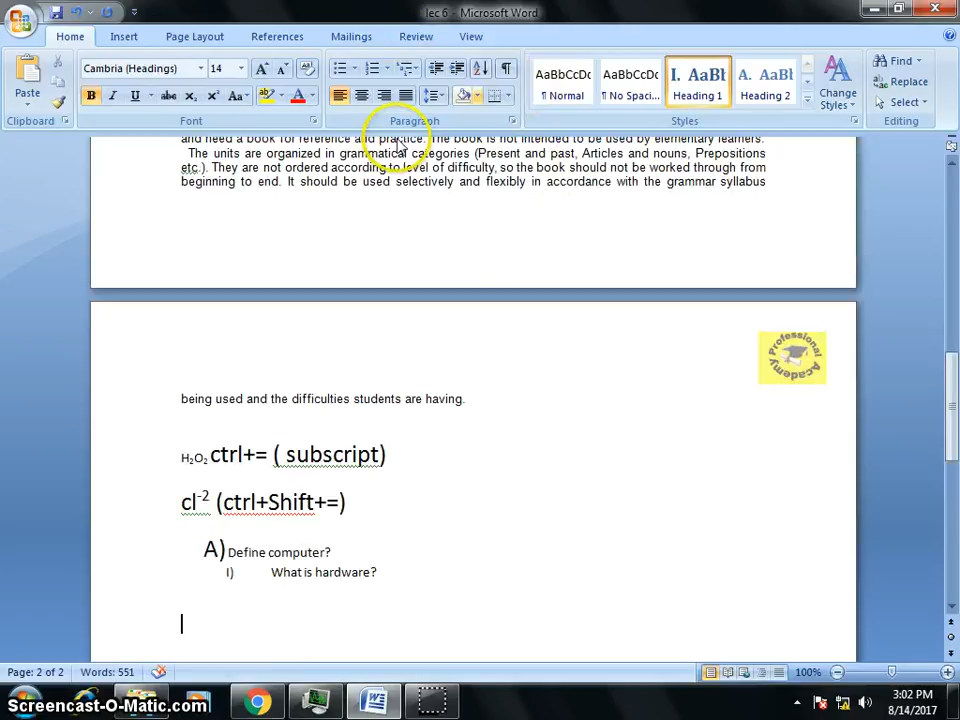 lec 6 - Microsoft Word
Home Insert Page Layout References Mailings Review View
Paste
Cambria (Headings) 14
AaBbCcDc AaBbCcDc I. AaBb A. AaBb
¶ Normal ¶ No Spaci... Heading 1 Heading 2
Change Styles
Find
Replace
Select
Clipboard Font Paragraph Styles Editing
and need a book for reference and practice. The book is not intended to be used by elementary learners.
The units are organized in grammatical categories (Present and past, Articles and nouns, Prepositions
etc.). They are not ordered according to level of difficulty, so the book should not be worked through from
beginning to end. It should be used selectively and flexibly in accordance with the grammar syllabus
Professional Academy
being used and the difficulties students are having.
H₂O₂ ctrl+= ( subscript)
cl⁻² (ctrl+Shift+=)
A) Define computer?
I) What is hardware?
Page: 2 of 2 Words: 551 100%
Screencast-O-Matic.com
3:02 PM
8/14/2017